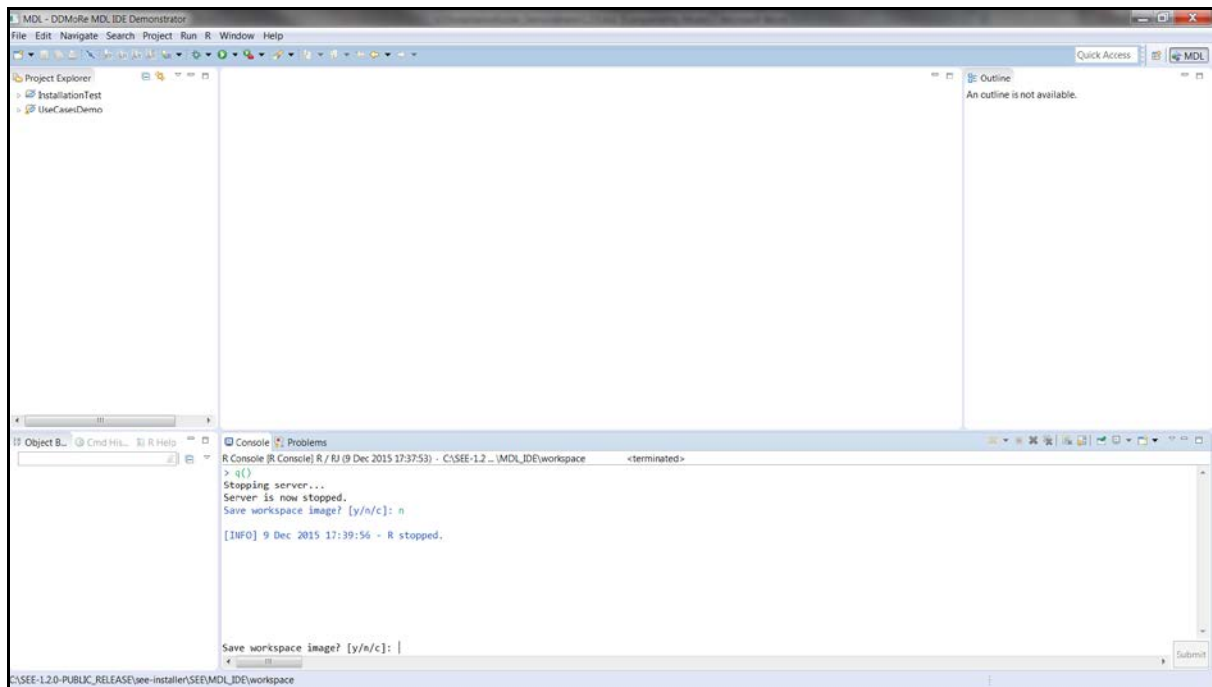 MDL - DDMoRe MDL IDE Demonstrator
File Edit Navigate Search Project Run R Window Help
Quick Access
MDL
Project Explorer
InstallationTest
UseCasesDemo
Outline
An outline is not available.
Object B...
Cmd His...
R Help
Console
Problems
R Console [R Console] R / RJ (9 Dec 2015 17:37:53) - C:\SEE-1.2 ... \MDL_IDE\workspace <terminated>
> q()
Stopping server...
Server is now stopped.
Save workspace image? [y/n/c]: n
[INFO] 9 Dec 2015 17:39:56 - R stopped.
Save workspace image? [y/n/c]:
Submit
C:\SEE-1.2.0-PUBLIC_RELEASE\see-installer\SEE\MDL_IDE\workspace